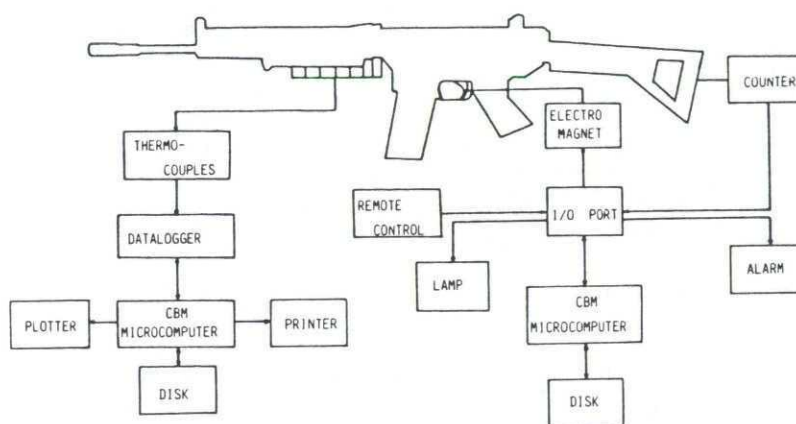 COUNTER
ELECTRO
MAGNET
THERMO-
COUPLES
REMOTE
CONTROL
I/O PORT
DATALOGGER
LAMP
ALARM
PLOTTER
CBM
MICROCOMPUTER
PRINTER
CBM
MICROCOMPUTER
DISK
DISK